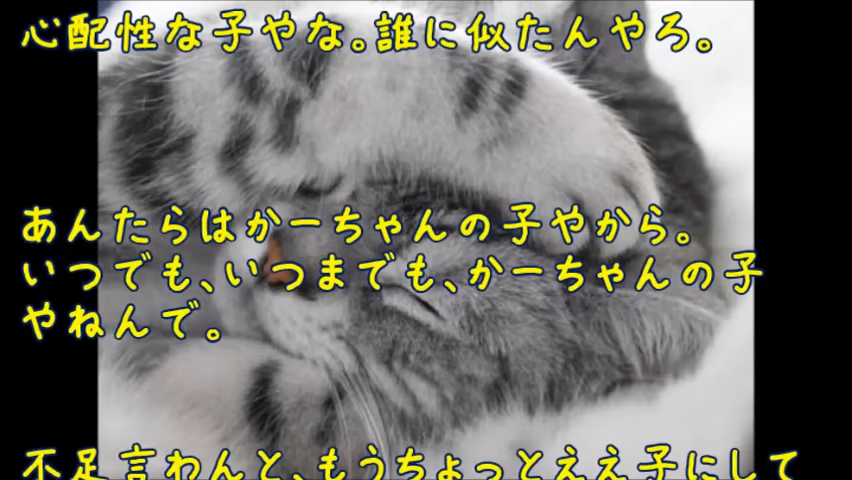 心配性な子やな。誰に似たんやろ。
あんたらはかーちゃんの子やから。
いつでも、いつまでも、かーちゃんの子
やねんで。
不足言わんと、もうちょっとええ子にして